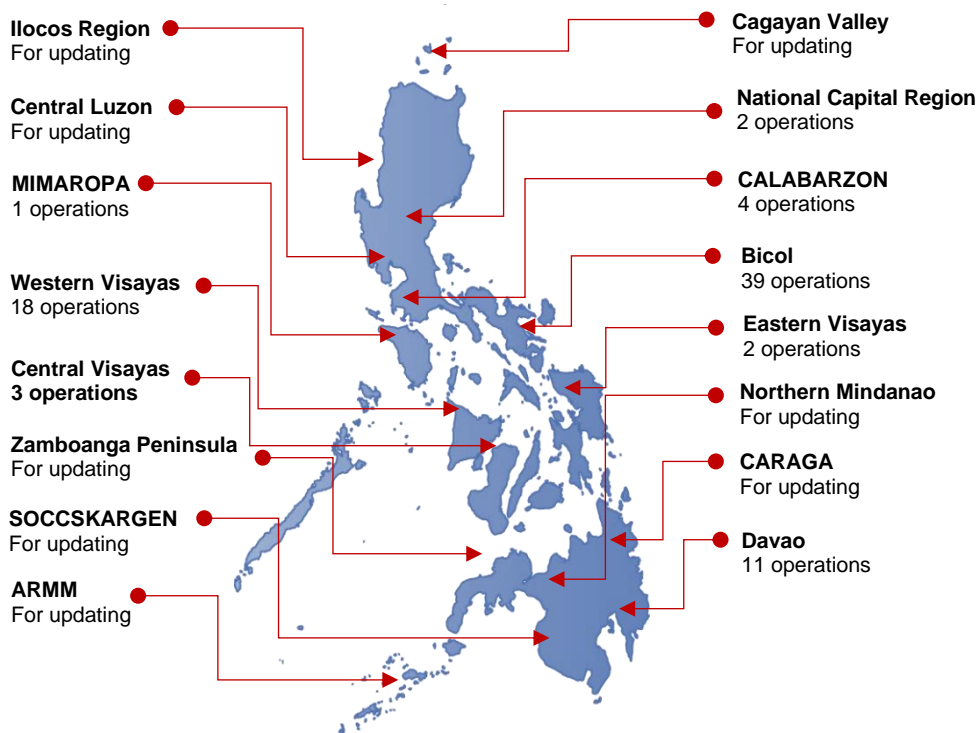 Ilocos Region
For updating
Central Luzon
For updating
MIMAROPA
1 operations
Western Visayas
18 operations
Central Visayas
3 operations
Zamboanga Peninsula
For updating
SOCCSKARGEN
For updating
ARMM
For updating
Cagayan Valley
For updating
National Capital Region
2 operations
CALABARZON
4 operations
Bicol
39 operations
Eastern Visayas
2 operations
Northern Mindanao
For updating
CARAGA
For updating
Davao
11 operations